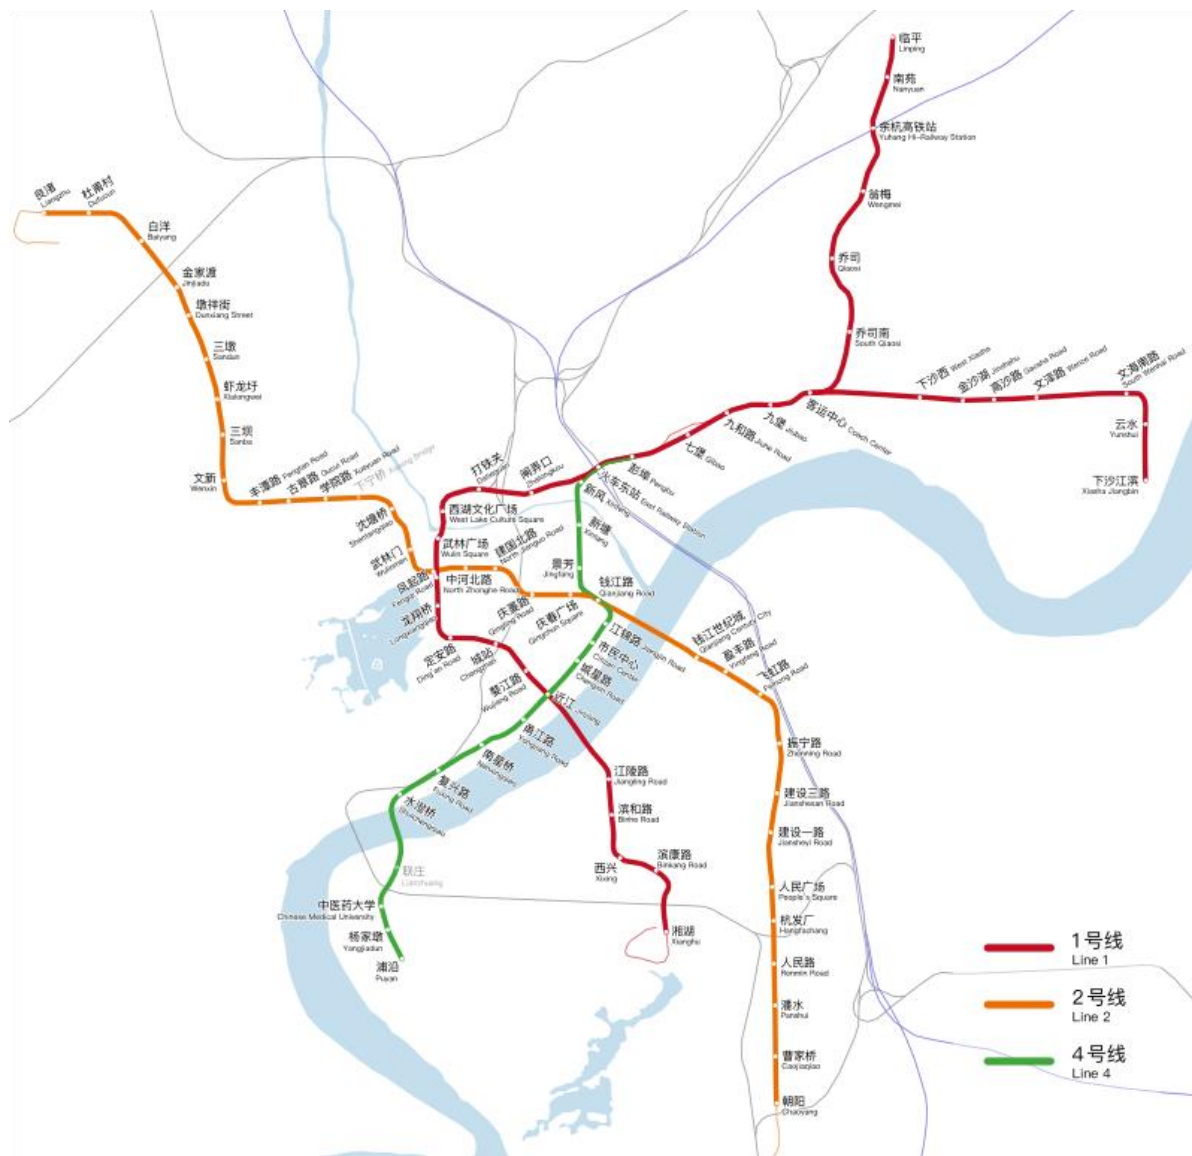 临平
Linping
南苑
Nanyuan
余杭高铁站
Yuhang Hi-Railway Station
翁梅
Wengmei
乔司
Qiaosi
乔司南
South Qiaosi
良渚
Liangzhu
杜甫村
Dufucun
白洋
Baiyang
金家渡
Jinjiadu
墩祥街
Dunxiang Street
三墩
Sandun
虾龙圩
Xialongwei
三坝
Sanba
文新
Wenxin
丰潭路 Fengtan Road
古翠路 Gucui Road
学院路 Xueyuan Road
下宁桥 Xianing Bridge
沈塘桥
Shentangqiao
武林门
Wulinmen
下沙西 West Xiasha
金沙湖 Jinshahu
高沙路 Gaosha Road
文泽路 Wenze Road
文海南路
South Wenhai Road
云水
Yunshui
下沙江滨
Xiasha Jiangbin
客运中心 Coach Center
九堡 Jiubao
九和路 Jiuhe Road
七堡 Qibao
彭埠 Pengbu
火车东站 East Railway Station
闸弄口
Zhalongkou
打铁关
Datieguan
西湖文化广场
West Lake Culture Square
武林广场
Wulin Square
凤起路
Fengqi Road
龙翔桥
Longxiangqiao
定安路
Ding'an Road
城站
Chengzhan
婺江路
Wujiang Road
近江 Jinjiang
新风 Xinfeng
新塘
Xintang
景芳
Jingfang
钱江路
Qianjiang Road
建国北路
North Jianguo Road
中河北路
North Zhonghe Road
庆菱路
Qingling Road
庆春广场
Qingchun Square
江锦路 Jiangjin Road
市民中心
Citizen Center
城星路
Chengxin Road
钱江世纪城
Qianjiang Century City
盈丰路
Yingfeng Road
飞虹路
Feihong Road
振宁路
Zhenning Road
建设三路
Jianshesan Road
建设一路
Jiansheyi Road
人民广场
People's Square
杭发厂
Hangfachang
人民路
Renmin Road
潘水
Panshui
曹家桥
Caojiaqiao
朝阳
Chaoyang
甬江路
Yongjiang Road
南星桥
Nanxingqiao
复兴路
Fuxing Road
水澄桥
Shuichengqiao
联庄
Lianzhuang
中医药大学
Chinese Medical University
杨家墩
Yangjiadun
浦沿
Puyan
江陵路
Jiangling Road
滨和路
Binhe Road
西兴
Xixing
滨康路
Binkang Road
湘湖
Xianghu
1号线
Line 1
2号线
Line 2
4号线
Line 4